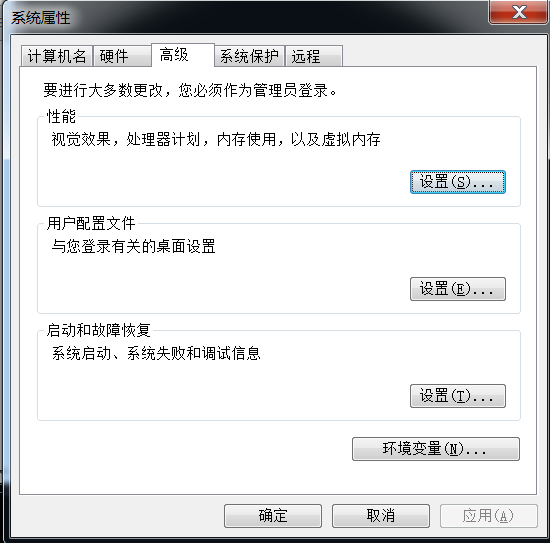 系统属性
计算机名 硬件 高级 系统保护 远程
要进行大多数更改，您必须作为管理员登录。
性能
视觉效果，处理器计划，内存使用，以及虚拟内存
设置(S)...
用户配置文件
与您登录有关的桌面设置
设置(E)...
启动和故障恢复
系统启动、系统失败和调试信息
设置(T)...
环境变量(N)...
确定 取消 应用(A)